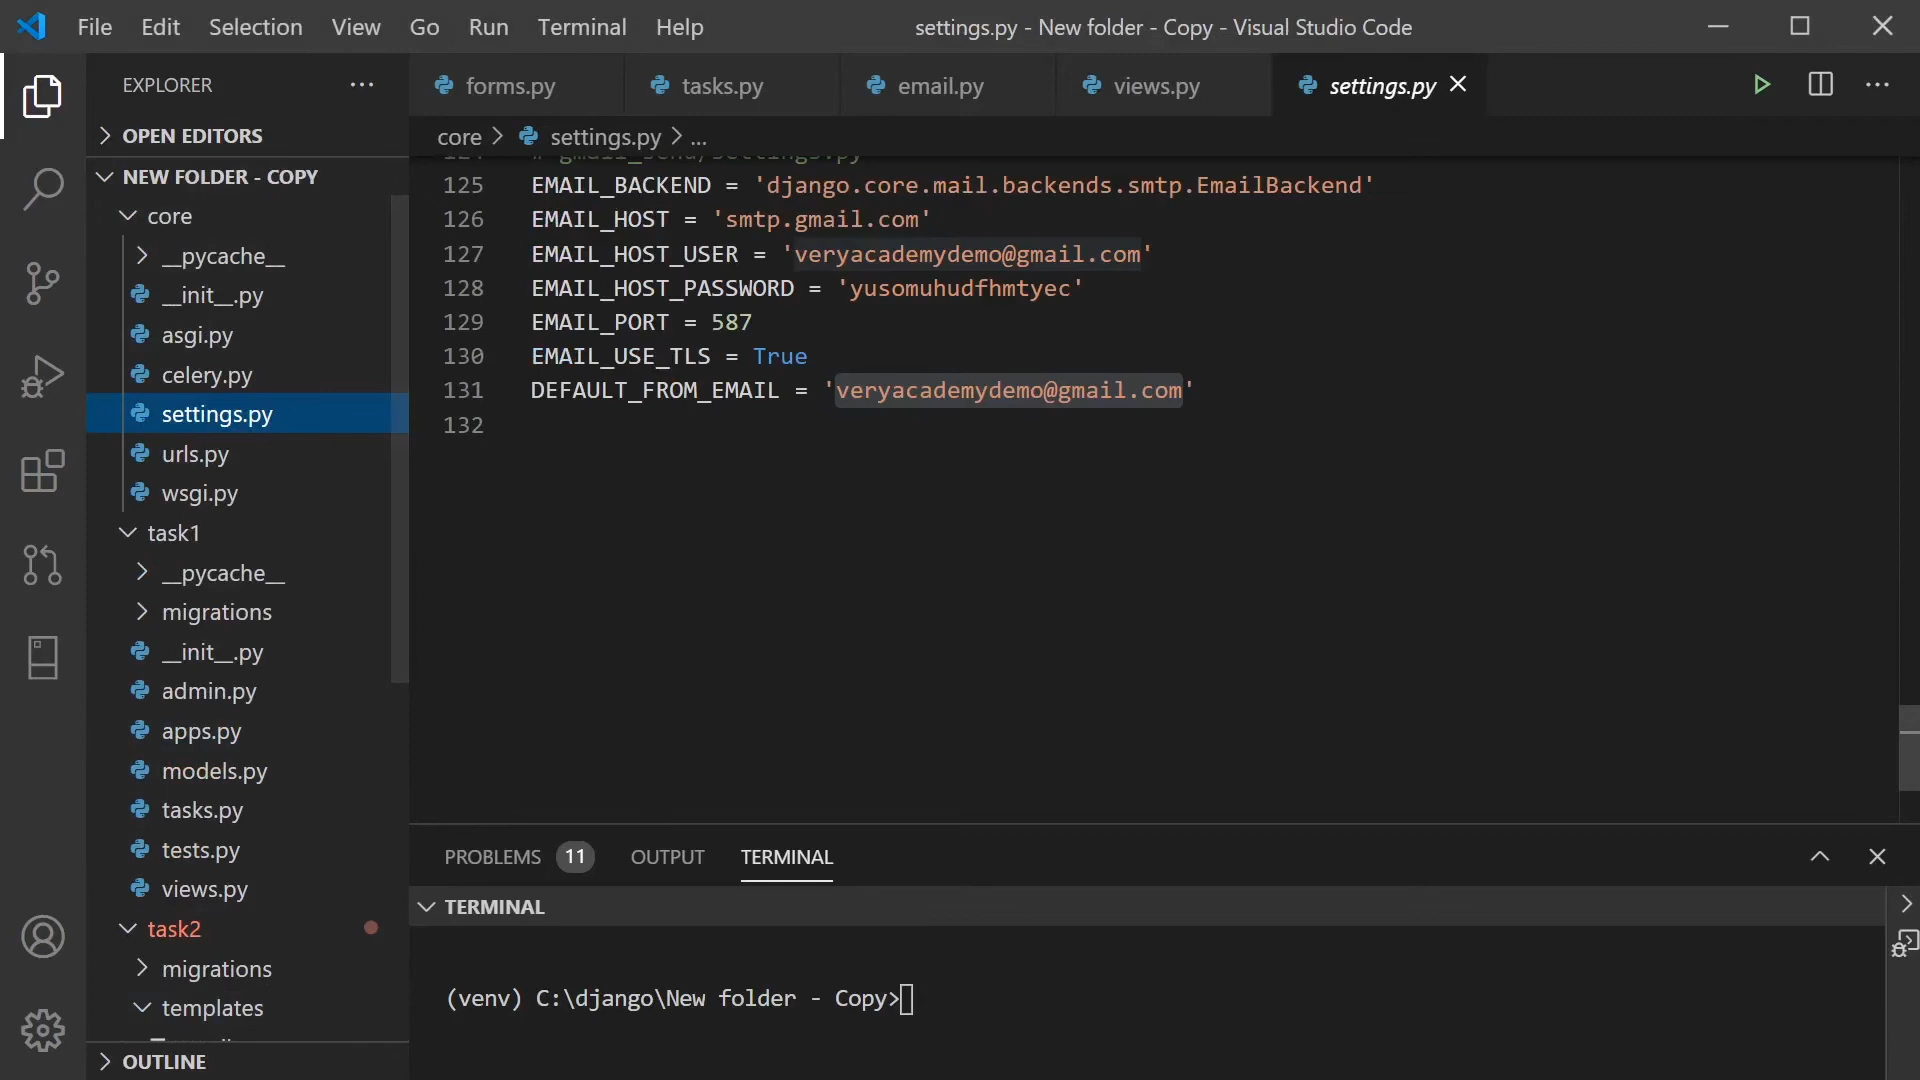 File Edit Selection View Go Run Terminal Help
settings.py - New folder - Copy - Visual Studio Code
EXPLORER
OPEN EDITORS
NEW FOLDER - COPY
core
__pycache__
__init__.py
asgi.py
celery.py
settings.py
urls.py
wsgi.py
task1
__pycache__
migrations
__init__.py
admin.py
apps.py
models.py
tasks.py
tests.py
views.py
task2
migrations
templates
OUTLINE
forms.py tasks.py email.py views.py settings.py
core > settings.py > ...
124 # gmail_send/settings.py
125 EMAIL_BACKEND = 'django.core.mail.backends.smtp.EmailBackend'
126 EMAIL_HOST = 'smtp.gmail.com'
127 EMAIL_HOST_USER = 'veryacademydemo@gmail.com'
128 EMAIL_HOST_PASSWORD = 'yusomuhudfhmtyec'
129 EMAIL_PORT = 587
130 EMAIL_USE_TLS = True
131 DEFAULT_FROM_EMAIL = 'veryacademydemo@gmail.com'
132
PROBLEMS 11 OUTPUT TERMINAL
TERMINAL
(venv) C:\django\New folder - Copy>